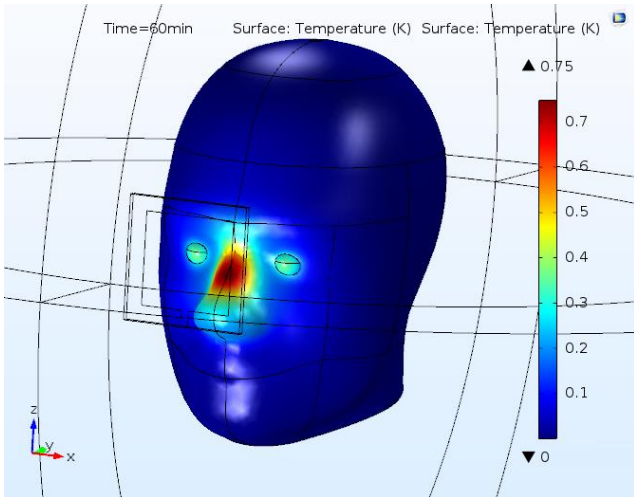 Time=60min Surface: Temperature (K) Surface: Temperature (K)
▲ 0.75
0.7
0.6
0.5
0.4
0.3
0.2
0.1
▼ 0
z
y
x